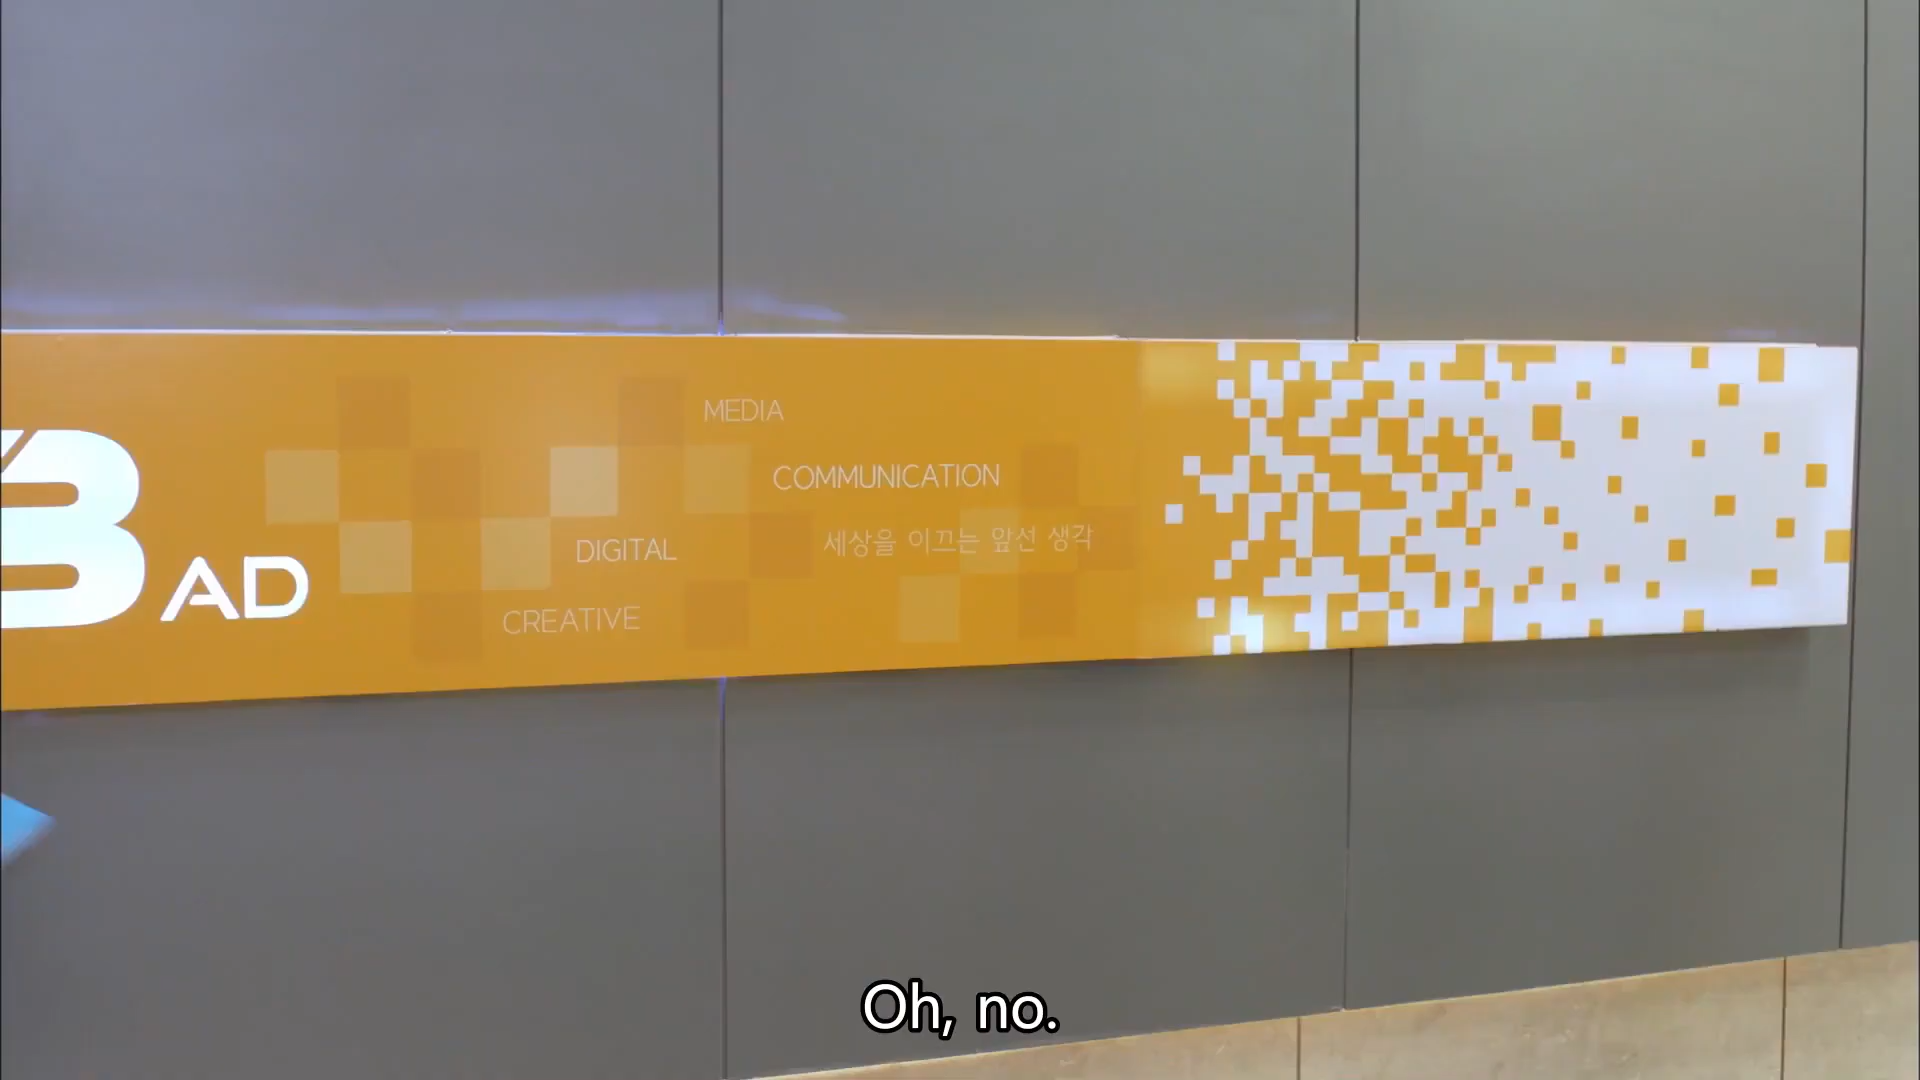 B AD
MEDIA
COMMUNICATION
세상을 이끄는 앞선 생각
DIGITAL
CREATIVE
Oh, no.